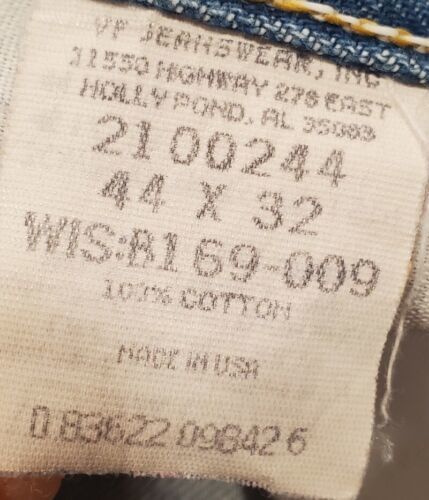 VF JEANSWEAR, INC
11550 HIGHWAY 278 EAST
HOLLY POND, AL 35083
2100244
44 X 32
WIS:B169-009
100% COTTON
MADE IN USA
0 83622 09842 6